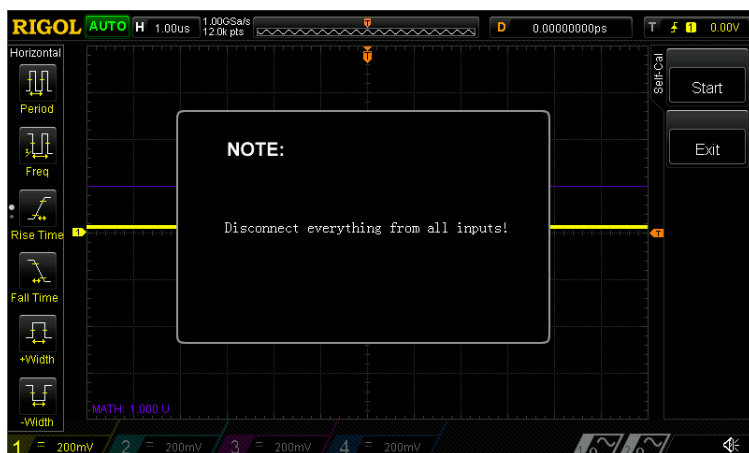 RIGOL AUTO H 1.00us 1.00GSa/s D 0.00000000ps T 1 0.00V
12.0k pts
T
Horizontal
Self-Cal
Start
Period
Exit
NOTE:
Freq
Disconnect everything from all inputs!
Rise Time
1
T
Fall Time
+Width
MATH: 1.000 U
-Width
1 = 200mV 2 = 200mV 3 = 200mV 4 = 200mV